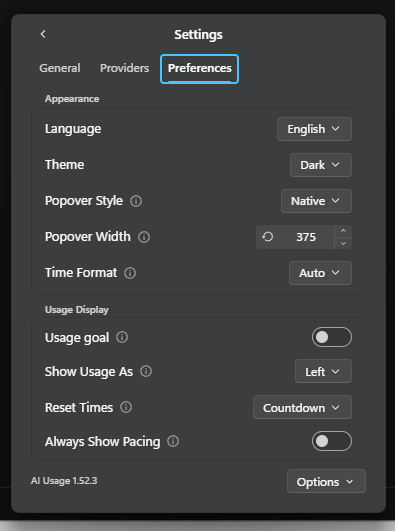 Settings
General Providers Preferences
Appearance
Language English
Theme Dark
Popover Style Native
Popover Width 375
Time Format Auto
Usage Display
Usage goal
Show Usage As Left
Reset Times Countdown
Always Show Pacing
AI Usage 1.52.3 Options